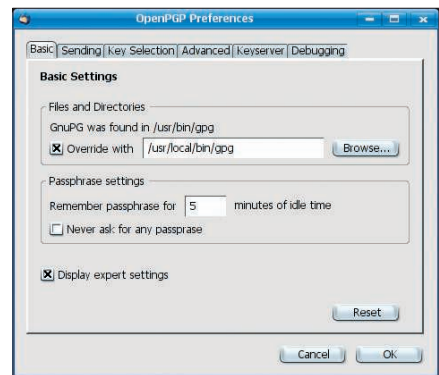 OpenPGP Preferences
Basic Sending Key Selection Advanced Keyserver Debugging
Basic Settings
Files and Directories
GnuPG was found in /usr/bin/gpg
Override with /usr/local/bin/gpg Browse...
Passphrase settings
Remember passphrase for 5 minutes of idle time
Never ask for any passprase
Display expert settings
Reset
Cancel OK